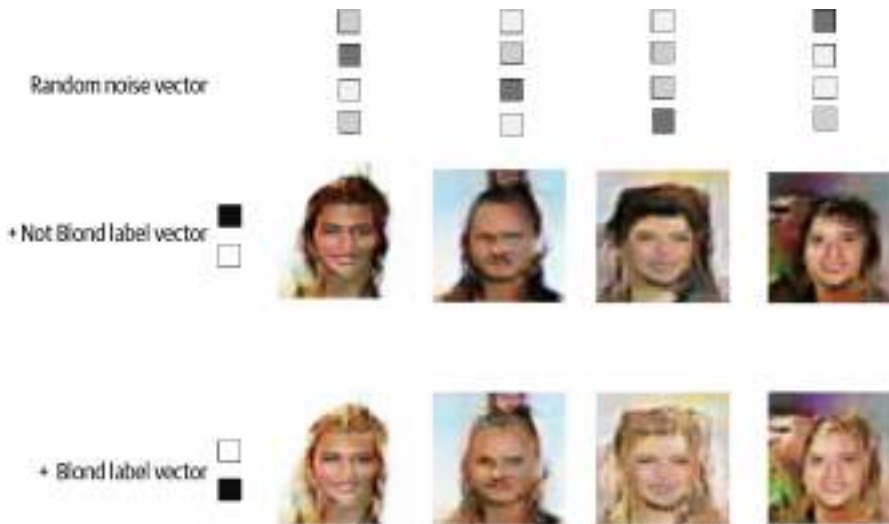 Random noise vector
+ Not Blond label vector
+ Blond label vector